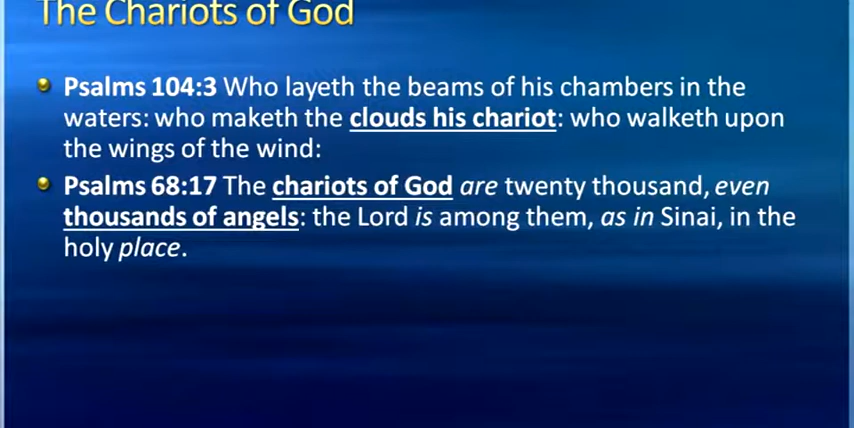 The Chariots of God
Psalms 104:3 Who layeth the beams of his chambers in the
waters: who maketh the clouds his chariot: who walketh upon
the wings of the wind:
Psalms 68:17 The chariots of God are twenty thousand, even
thousands of angels: the Lord is among them, as in Sinai, in the
holy place.